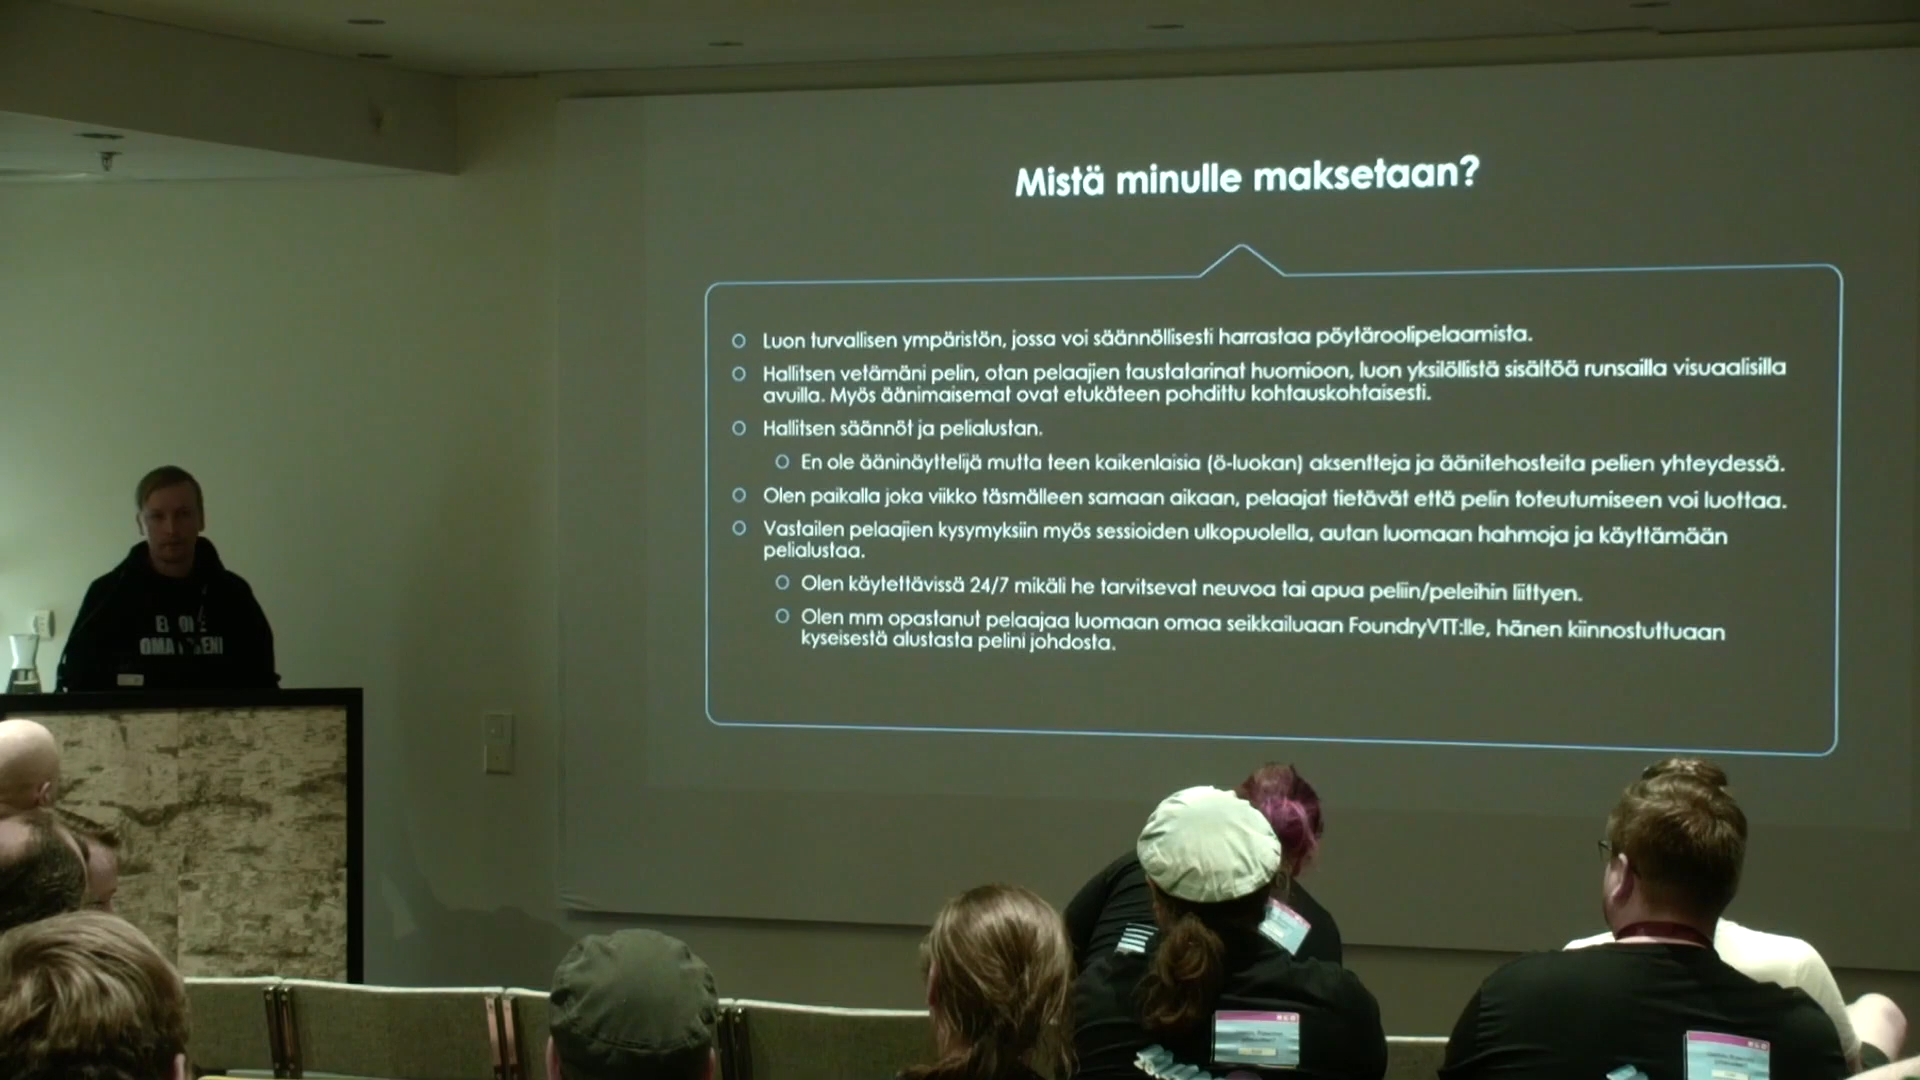 Mistä minulle maksetaan?
Luon turvallisen ympäristön, jossa voi säännöllisesti harrastaa pöytäroolipelaamista.
Hallitsen vetämäni pelin, otan pelaajien taustatarinat huomioon, luon yksilöllistä sisältöä runsailla visuaalisilla
avuilla. Myös äänimaisemat ovat etukäteen pohdittu kohtauskohtaisesti.
Hallitsen säännöt ja pelialustan.
En ole ääninäyttelijä mutta teen kaikenlaisia (ö-luokan) aksentteja ja äänitehosteita pelien yhteydessä.
Olen paikalla joka viikko täsmälleen samaan aikaan, pelaajat tietävät että pelin toteutumiseen voi luottaa.
Vastailen pelaajien kysymyksiin myös sessioiden ulkopuolella, autan luomaan hahmoja ja käyttämään
pelialustaa.
Olen käytettävissä 24/7 mikäli he tarvitsevat neuvoa tai apua peliin/peleihin liittyen.
Olen mm opastanut pelaajaa luomaan omaa seikkailuaan FoundryVTT:lle, hänen kiinnostuttuaan
kyseisestä alustasta pelini johdosta.